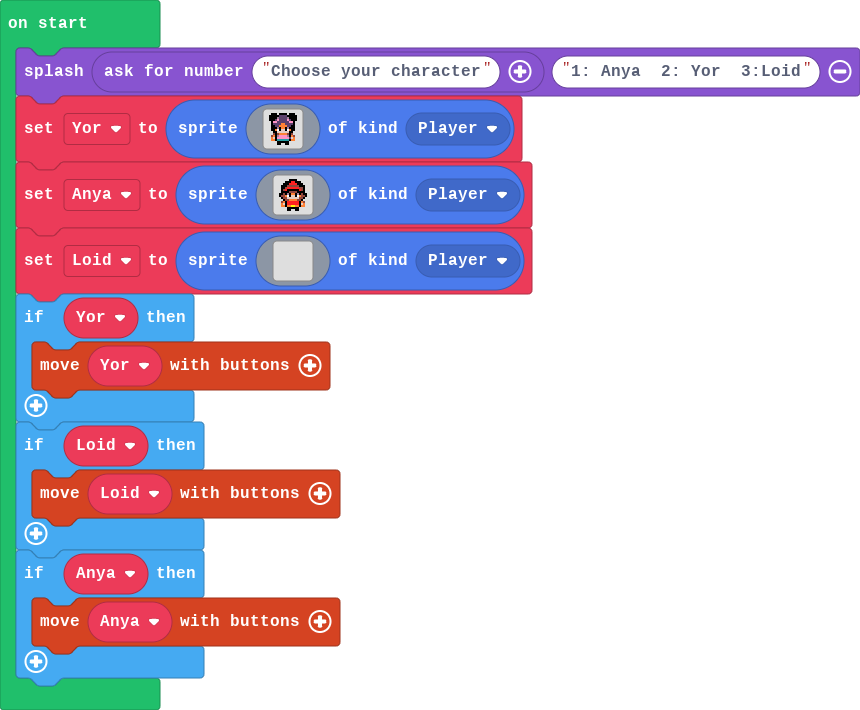 on start
splash ask for number "Choose your character" "1: Anya  2: Yor  3:Loid"
set Yor to sprite of kind Player
set Anya to sprite of kind Player
set Loid to sprite of kind Player
if Yor then
move Yor with buttons
if Loid then
move Loid with buttons
if Anya then
move Anya with buttons